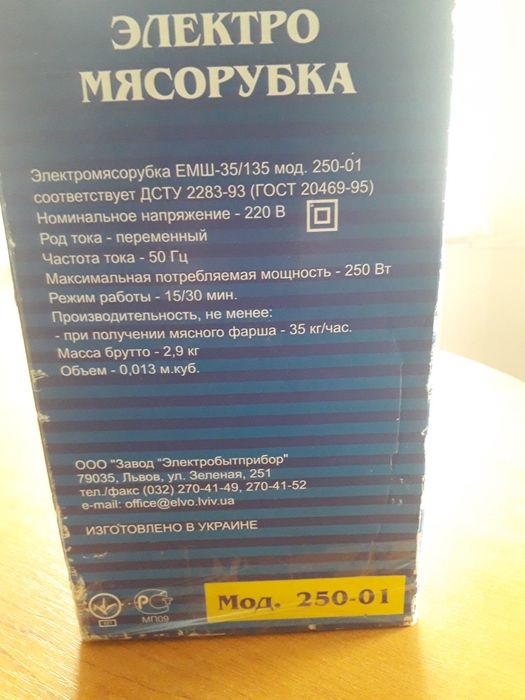 ЭЛЕКТРО
МЯСОРУБКА
Электромясорубка ЕМШ-35/135 мод. 250-01
соответствует ДСТУ 2283-93 (ГОСТ 20469-95)
Номинальное напряжение - 220 В
Род тока - переменный
Частота тока - 50 Гц
Максимальная потребляемая мощность - 250 Вт
Режим работы - 15/30 мин.
Производительность, не менее:
- при получении мясного фарша - 35 кг/час.
Масса брутто - 2,9 кг
Объем - 0,013 м.куб.
ООО "Завод "Электробытприбор"
79035, Львов, ул. Зеленая, 251
тел./факс (032) 270-41-49, 270-41-52
e-mail: office@elvo.lviv.ua
ИЗГОТОВЛЕНО В УКРАИНЕ
МП09
Мод. 250-01